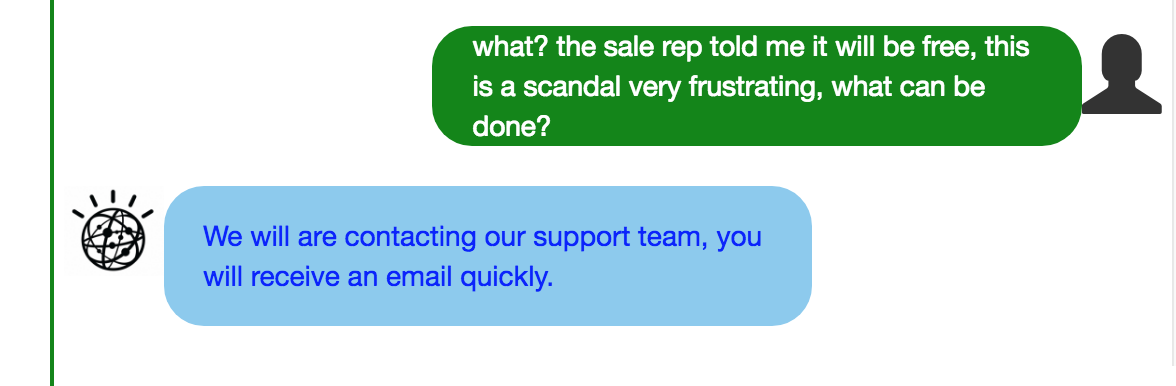 what? the sale rep told me it will be free, this
is a scandal very frustrating, what can be
done?
We will are contacting our support team, you
will receive an email quickly.